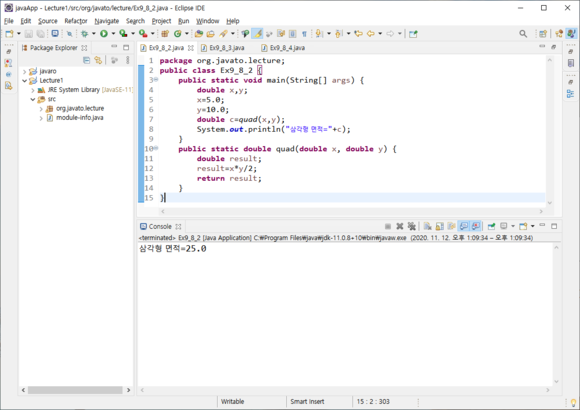 javaApp - Lecture1/src/org/javato/lecture/Ex9_8_2.java - Eclipse IDE
File Edit Source Refactor Navigate Search Project Run Window Help
Package Explorer
javaro
Lecture1
JRE System Library [JavaSE-11]
src
org.javato.lecture
module-info.java
Ex9_8_2.java Ex9_8_3.java Ex9_8_4.java
1 package org.javato.lecture;
2 public class Ex9_8_2 {
3 public static void main(String[] args) {
4 double x,y;
5 x=5.0;
6 y=10.0;
7 double c=quad(x,y);
8 System.out.println("삼각형 면적="+c);
9 }
10 public static double quad(double x, double y) {
11 double result;
12 result=x*y/2;
13 return result;
14 }
15 }
Console
<terminated> Ex9_8_2 [Java Application] C:₩Program Files₩java₩jdk-11.0.8+10₩bin₩javaw.exe (2020. 11. 12. 오후 1:09:34 – 오후 1:09:34)
삼각형 면적=25.0
Writable Smart Insert 15 : 2 : 303